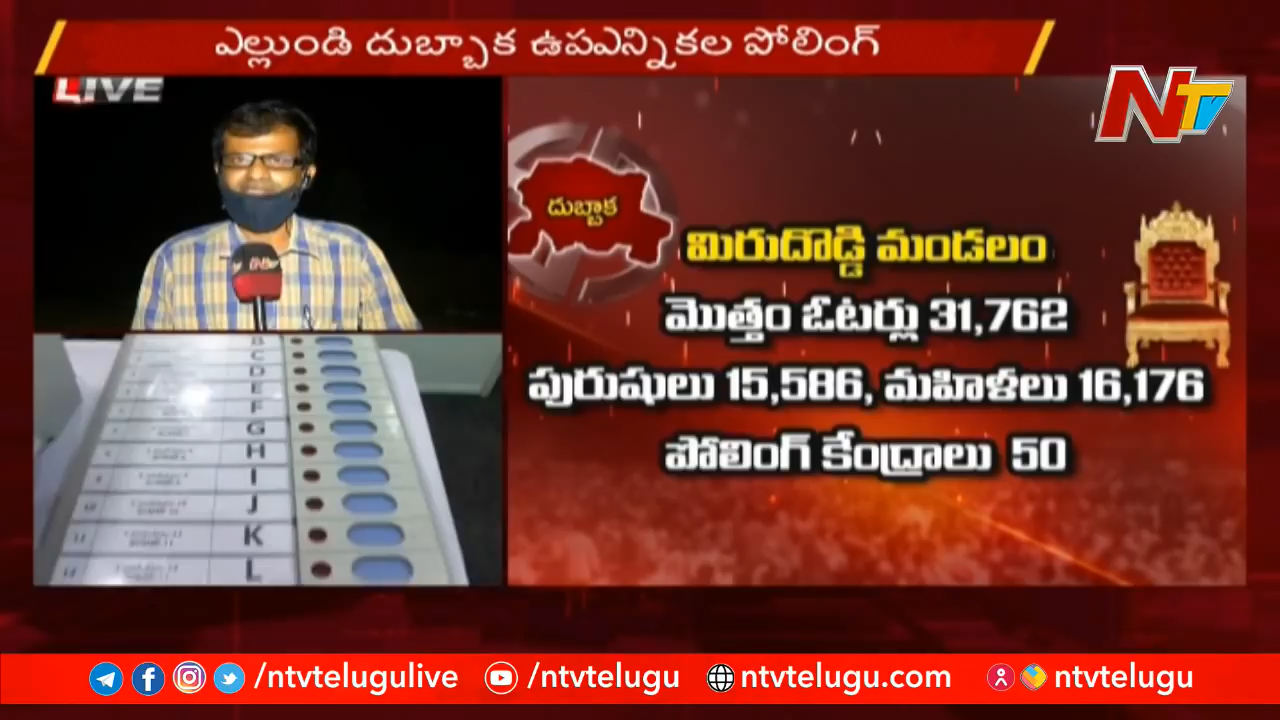 ఎల్లుండి దుబ్బాక ఉపఎన్నికల పోలింగ్
LIVE
NTV
దుబ్బాక
మిరుదొడ్డి మండలం
మొత్తం ఓటర్లు 31,762
పురుషులు 15,586, మహిళలు 16,176
పోలింగ్ కేంద్రాలు 50
B
C
D
E
F
G
H
I
J
K
L
/ntvtelugulive
/ntvtelugu
ntvtelugu.com
ntvtelugu